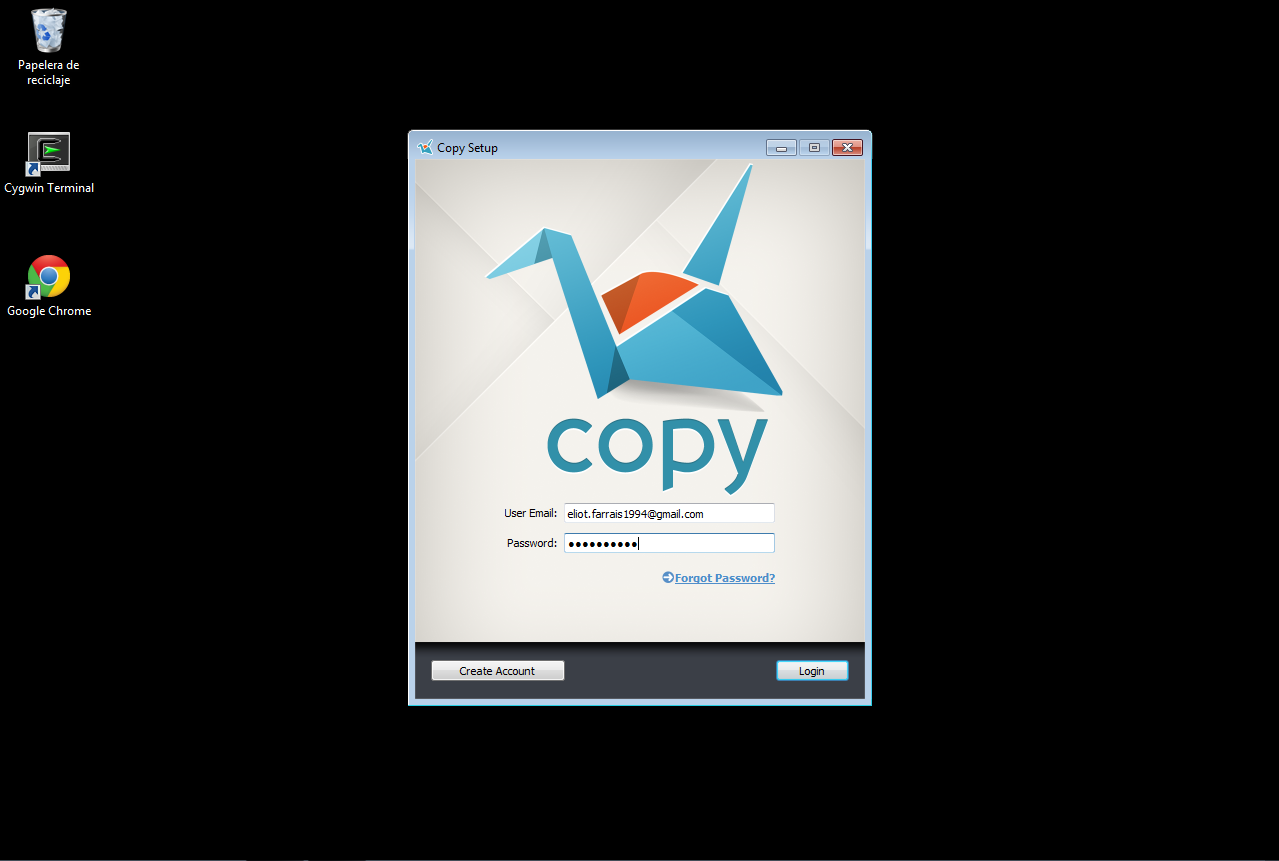 Papelera de
reciclaje
Cygwin Terminal
Google Chrome
Copy Setup
copy
User Email: eliot.farrais1994@gmail.com
Password: ●●●●●●●●●●
Forgot Password?
Create Account
Login